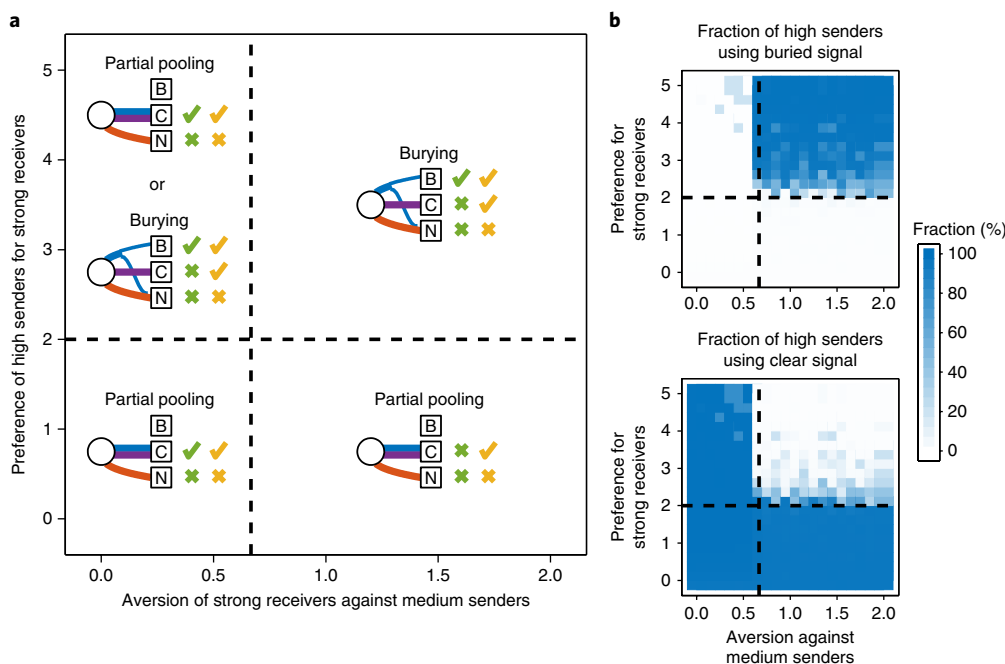 a
Preference of high senders for strong receivers
5
4
3
2
1
0
0.0
0.5
1.0
1.5
2.0
Aversion of strong receivers against medium senders
Partial pooling
B
C
N
or
Burying
B
C
N
Burying
B
C
N
Partial pooling
B
C
N
Partial pooling
B
C
N
b
Fraction of high senders
using buried signal
Preference for
strong receivers
5
4
3
2
1
0
0.0
0.5
1.0
1.5
2.0
Fraction of high senders
using clear signal
Preference for
strong receivers
5
4
3
2
1
0
0.0
0.5
1.0
1.5
2.0
Aversion against
medium senders
Fraction (%)
100
80
60
40
20
0